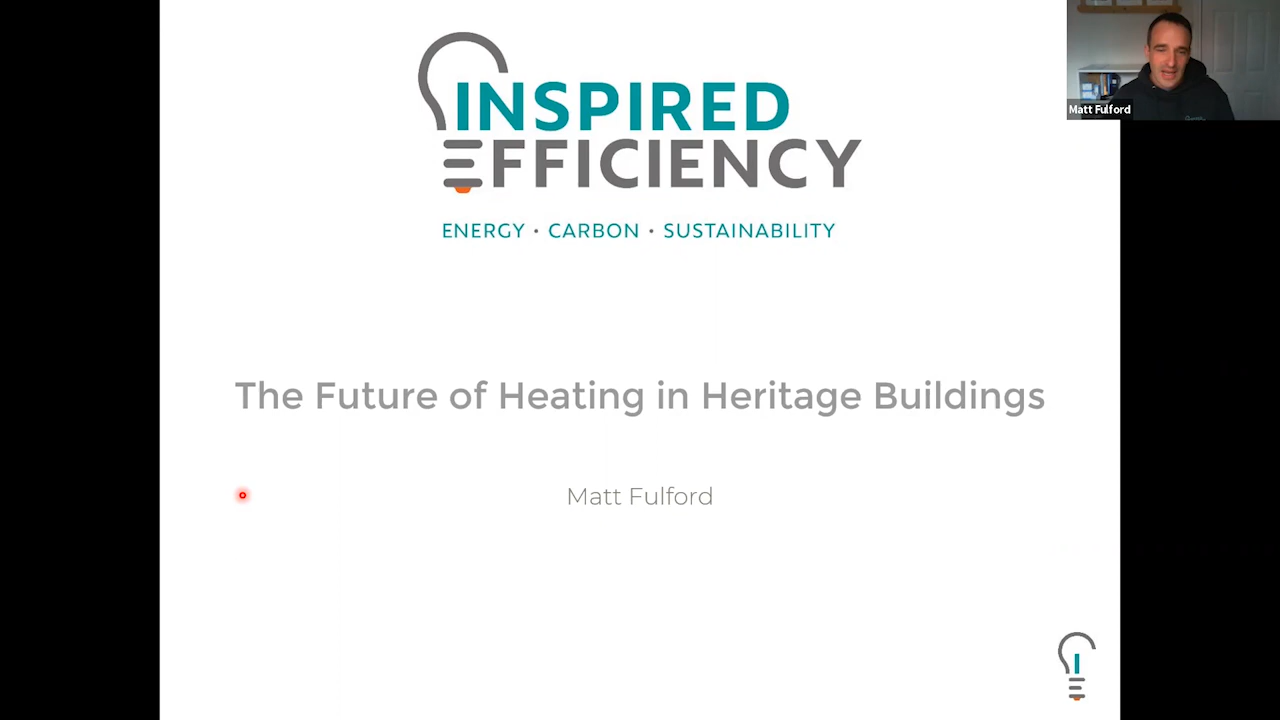 INSPIRED
EFFICIENCY
ENERGY • CARBON • SUSTAINABILITY
Matt Fulford
The Future of Heating in Heritage Buildings
Matt Fulford